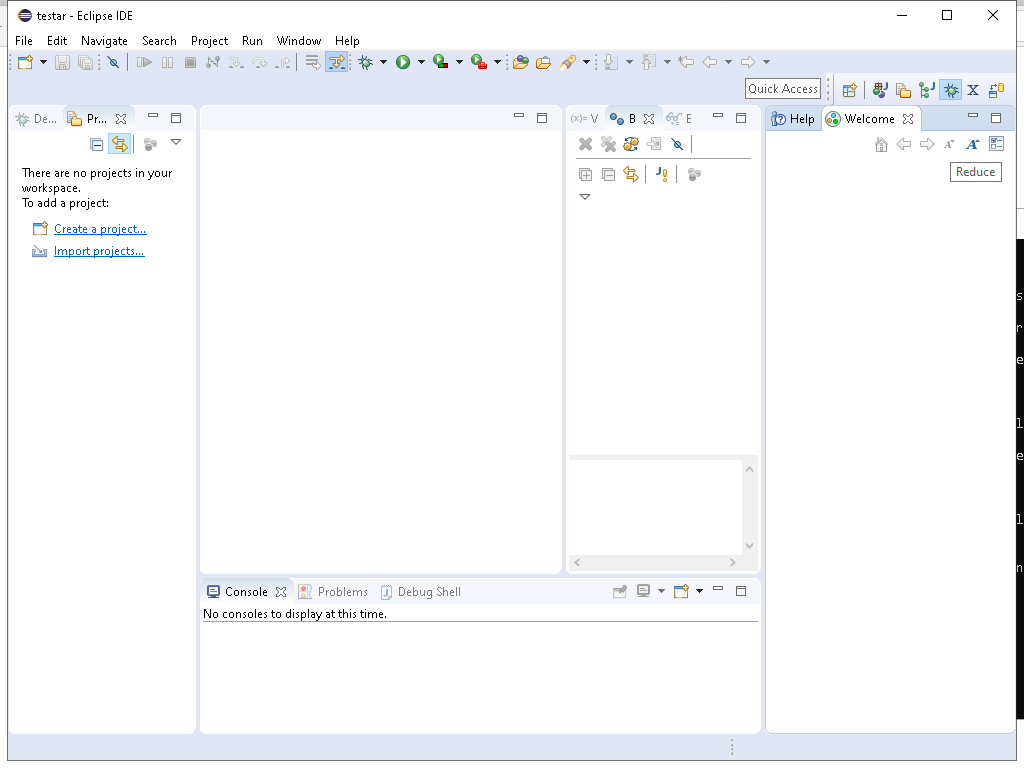 testar - Eclipse IDE
File Edit Navigate Search Project Run Window Help
Quick Access
De... Pr... (x)= V B E Help Welcome
Reduce
There are no projects in your
workspace.
To add a project:
Create a project...
Import projects...
Console Problems Debug Shell
No consoles to display at this time.
s
r
e
l
e
l
n